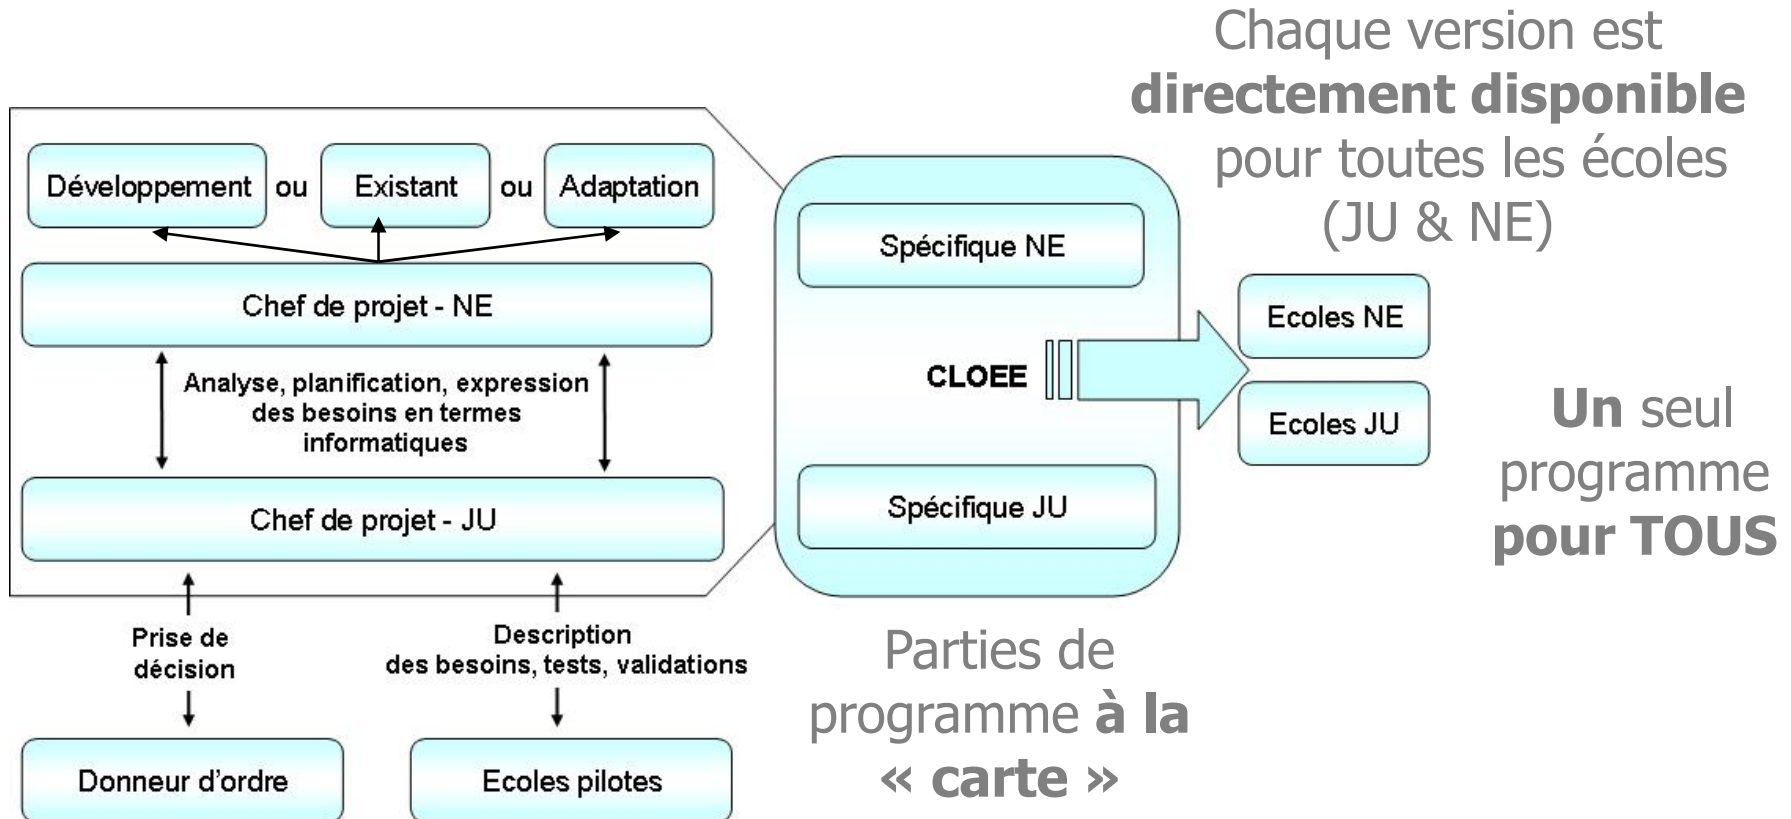 Chaque version est
directement disponible
pour toutes les écoles
(JU & NE)
Développement ou Existant ou Adaptation
Chef de projet - NE
Analyse, planification, expression
des besoins en termes
informatiques
Chef de projet - JU
Prise de
décision
Description
des besoins, tests, validations
Donneur d'ordre
Ecoles pilotes
Spécifique NE
CLOEE
Spécifique JU
Ecoles NE
Ecoles JU
Un seul
programme
pour TOUS
Parties de
programme à la
« carte »